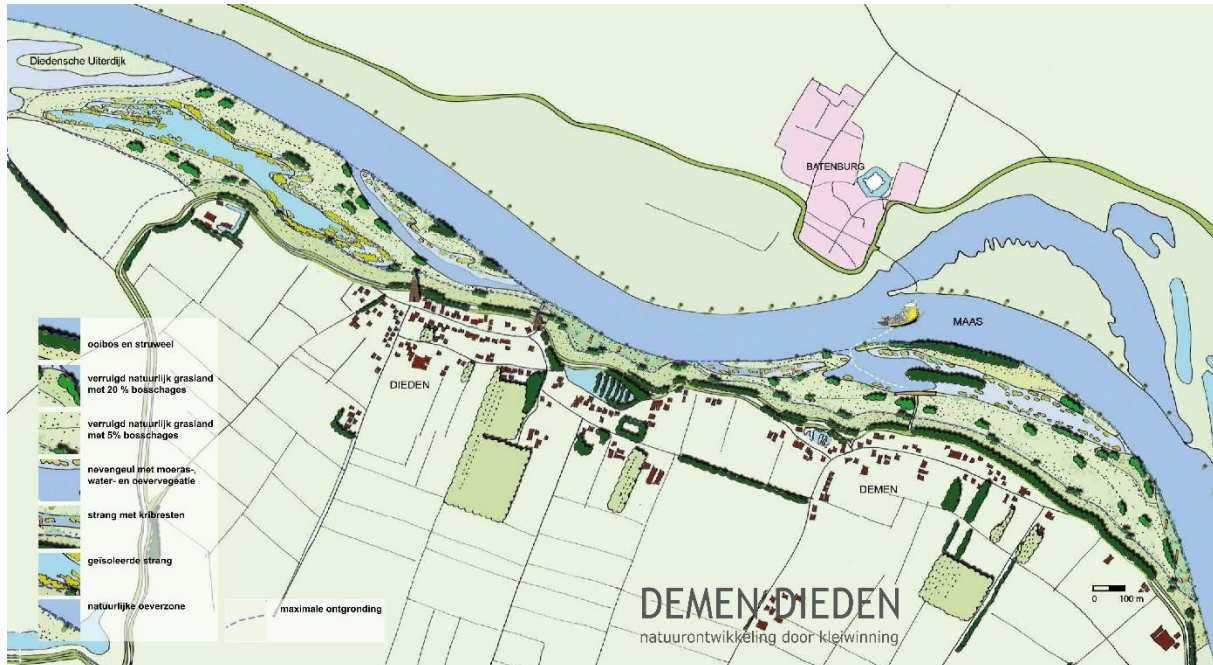 Diedensche Uiterdijk
BATENBURG
MAAS
DIEDEN
DEMEN
ooibos en struweel
verruigd natuurlijk grasland
met 20 % bosschages
verruigd natuurlijk grasland
met 5% bosschages
nevengeul met moeras-,
water- en oevervegeatie
strang met kribresten
geïsoleerde strang
natuurlijke oeverzone
maximale ontgronding
0 100 m
DEMEN/DIEDEN
natuurontwikkeling door kleiwinning